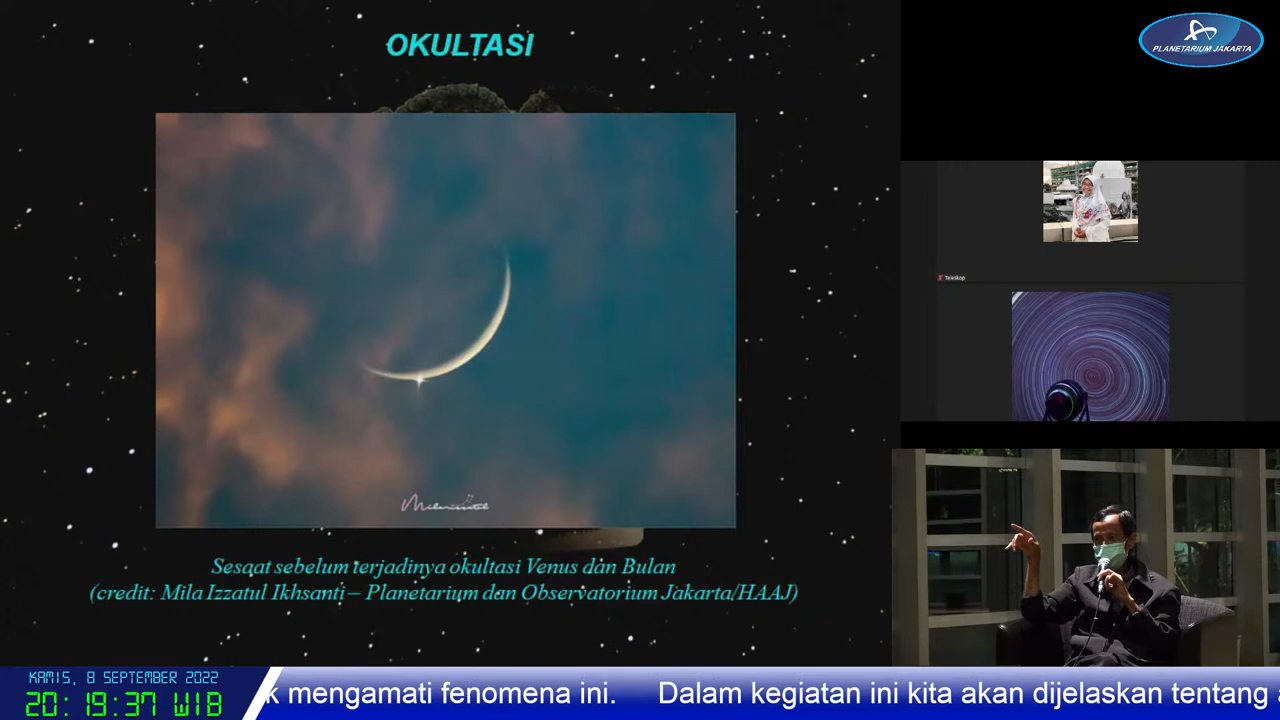 OKULTASI
PLANETARIUM JAKARTA
Teleskop
Sesaat sebelum terjadinya okultasi Venus dan Bulan
(credit: Mila Izzatul Ikhsanti – Planetarium dan Observatorium Jakarta/HAAJ)
KAMIS, 8 SEPTEMBER 2022
20:19:37 WIB
k mengamati fenomena ini. Dalam kegiatan ini kita akan dijelaskan tentang